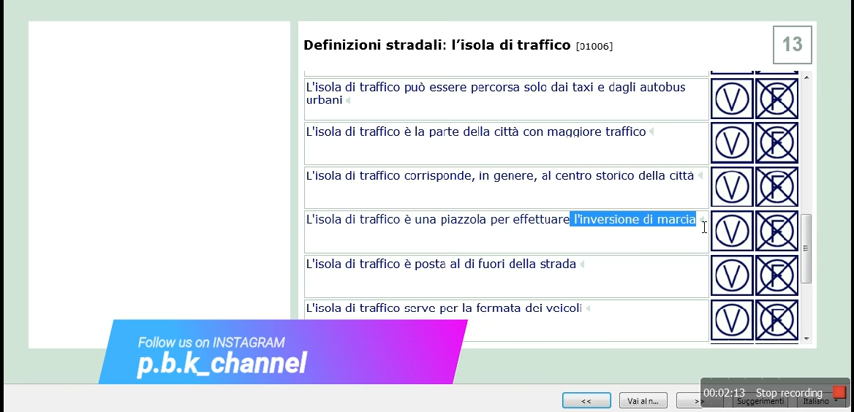 Definizioni stradali: l’isola di traffico [01006]
13
L'isola di traffico può essere percorsa solo dai taxi e dagli autobus
urbani
V F
L'isola di traffico è la parte della città con maggiore traffico
V F
L'isola di traffico corrisponde, in genere, al centro storico della città
V F
L'isola di traffico è una piazzola per effettuare l'inversione di marcia
V F
L'isola di traffico è posta al di fuori della strada
V F
L'isola di traffico serve per la fermata dei veicoli
V F
Follow us on INSTAGRAM
p.b.k_channel
<< Vai al n... >> Suggerimenti Italiano
00:02:13 Stop recording